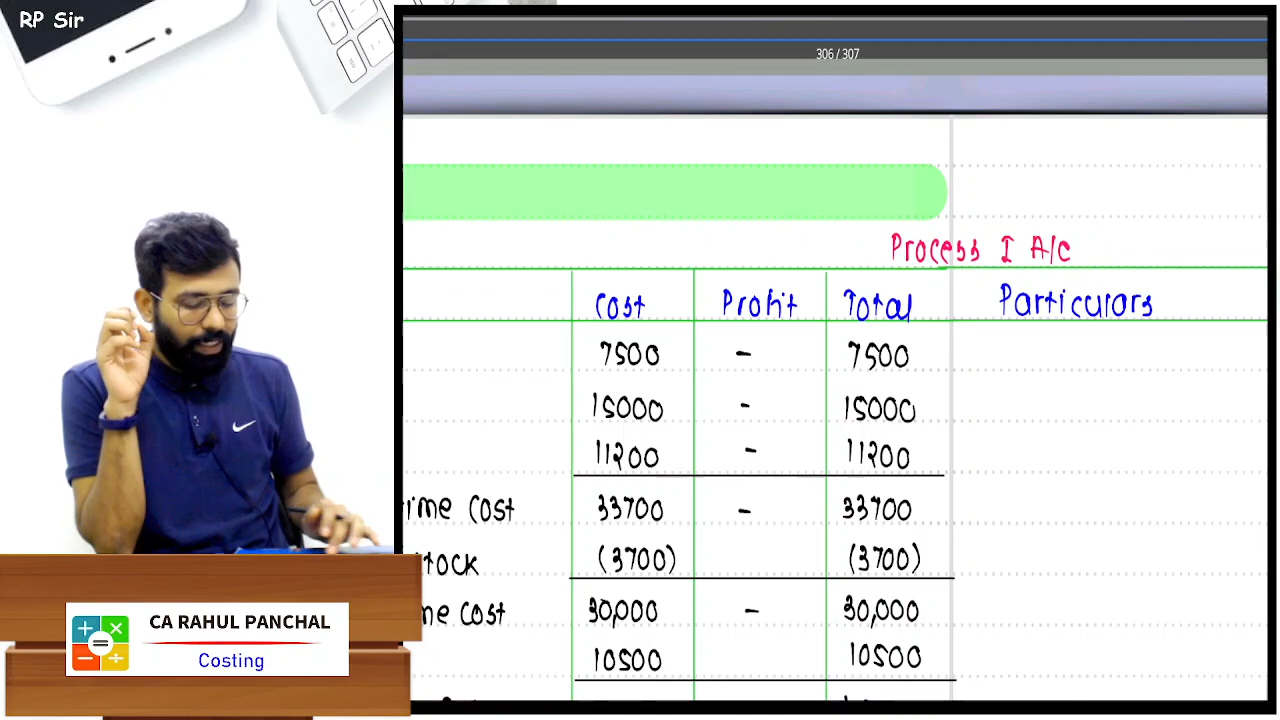 RP Sir
306 / 307
Process I A/c
Cost Profit Total Particulars
7500 - 7500
15000 - 15000
11200 - 11200
rime Cost 33700 - 33700
tock (3700) (3700)
me Cost 30,000 - 30,000
10500 10500
CA RAHUL PANCHAL
Costing